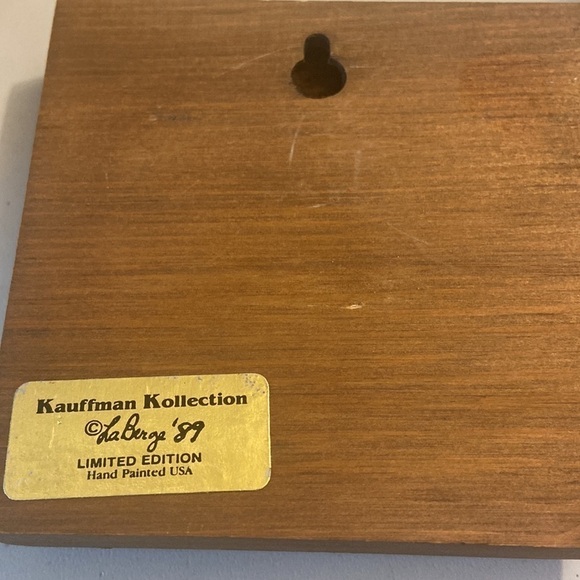 Kauffman Kollection
©LaBerge '89
LIMITED EDITION
Hand Painted USA